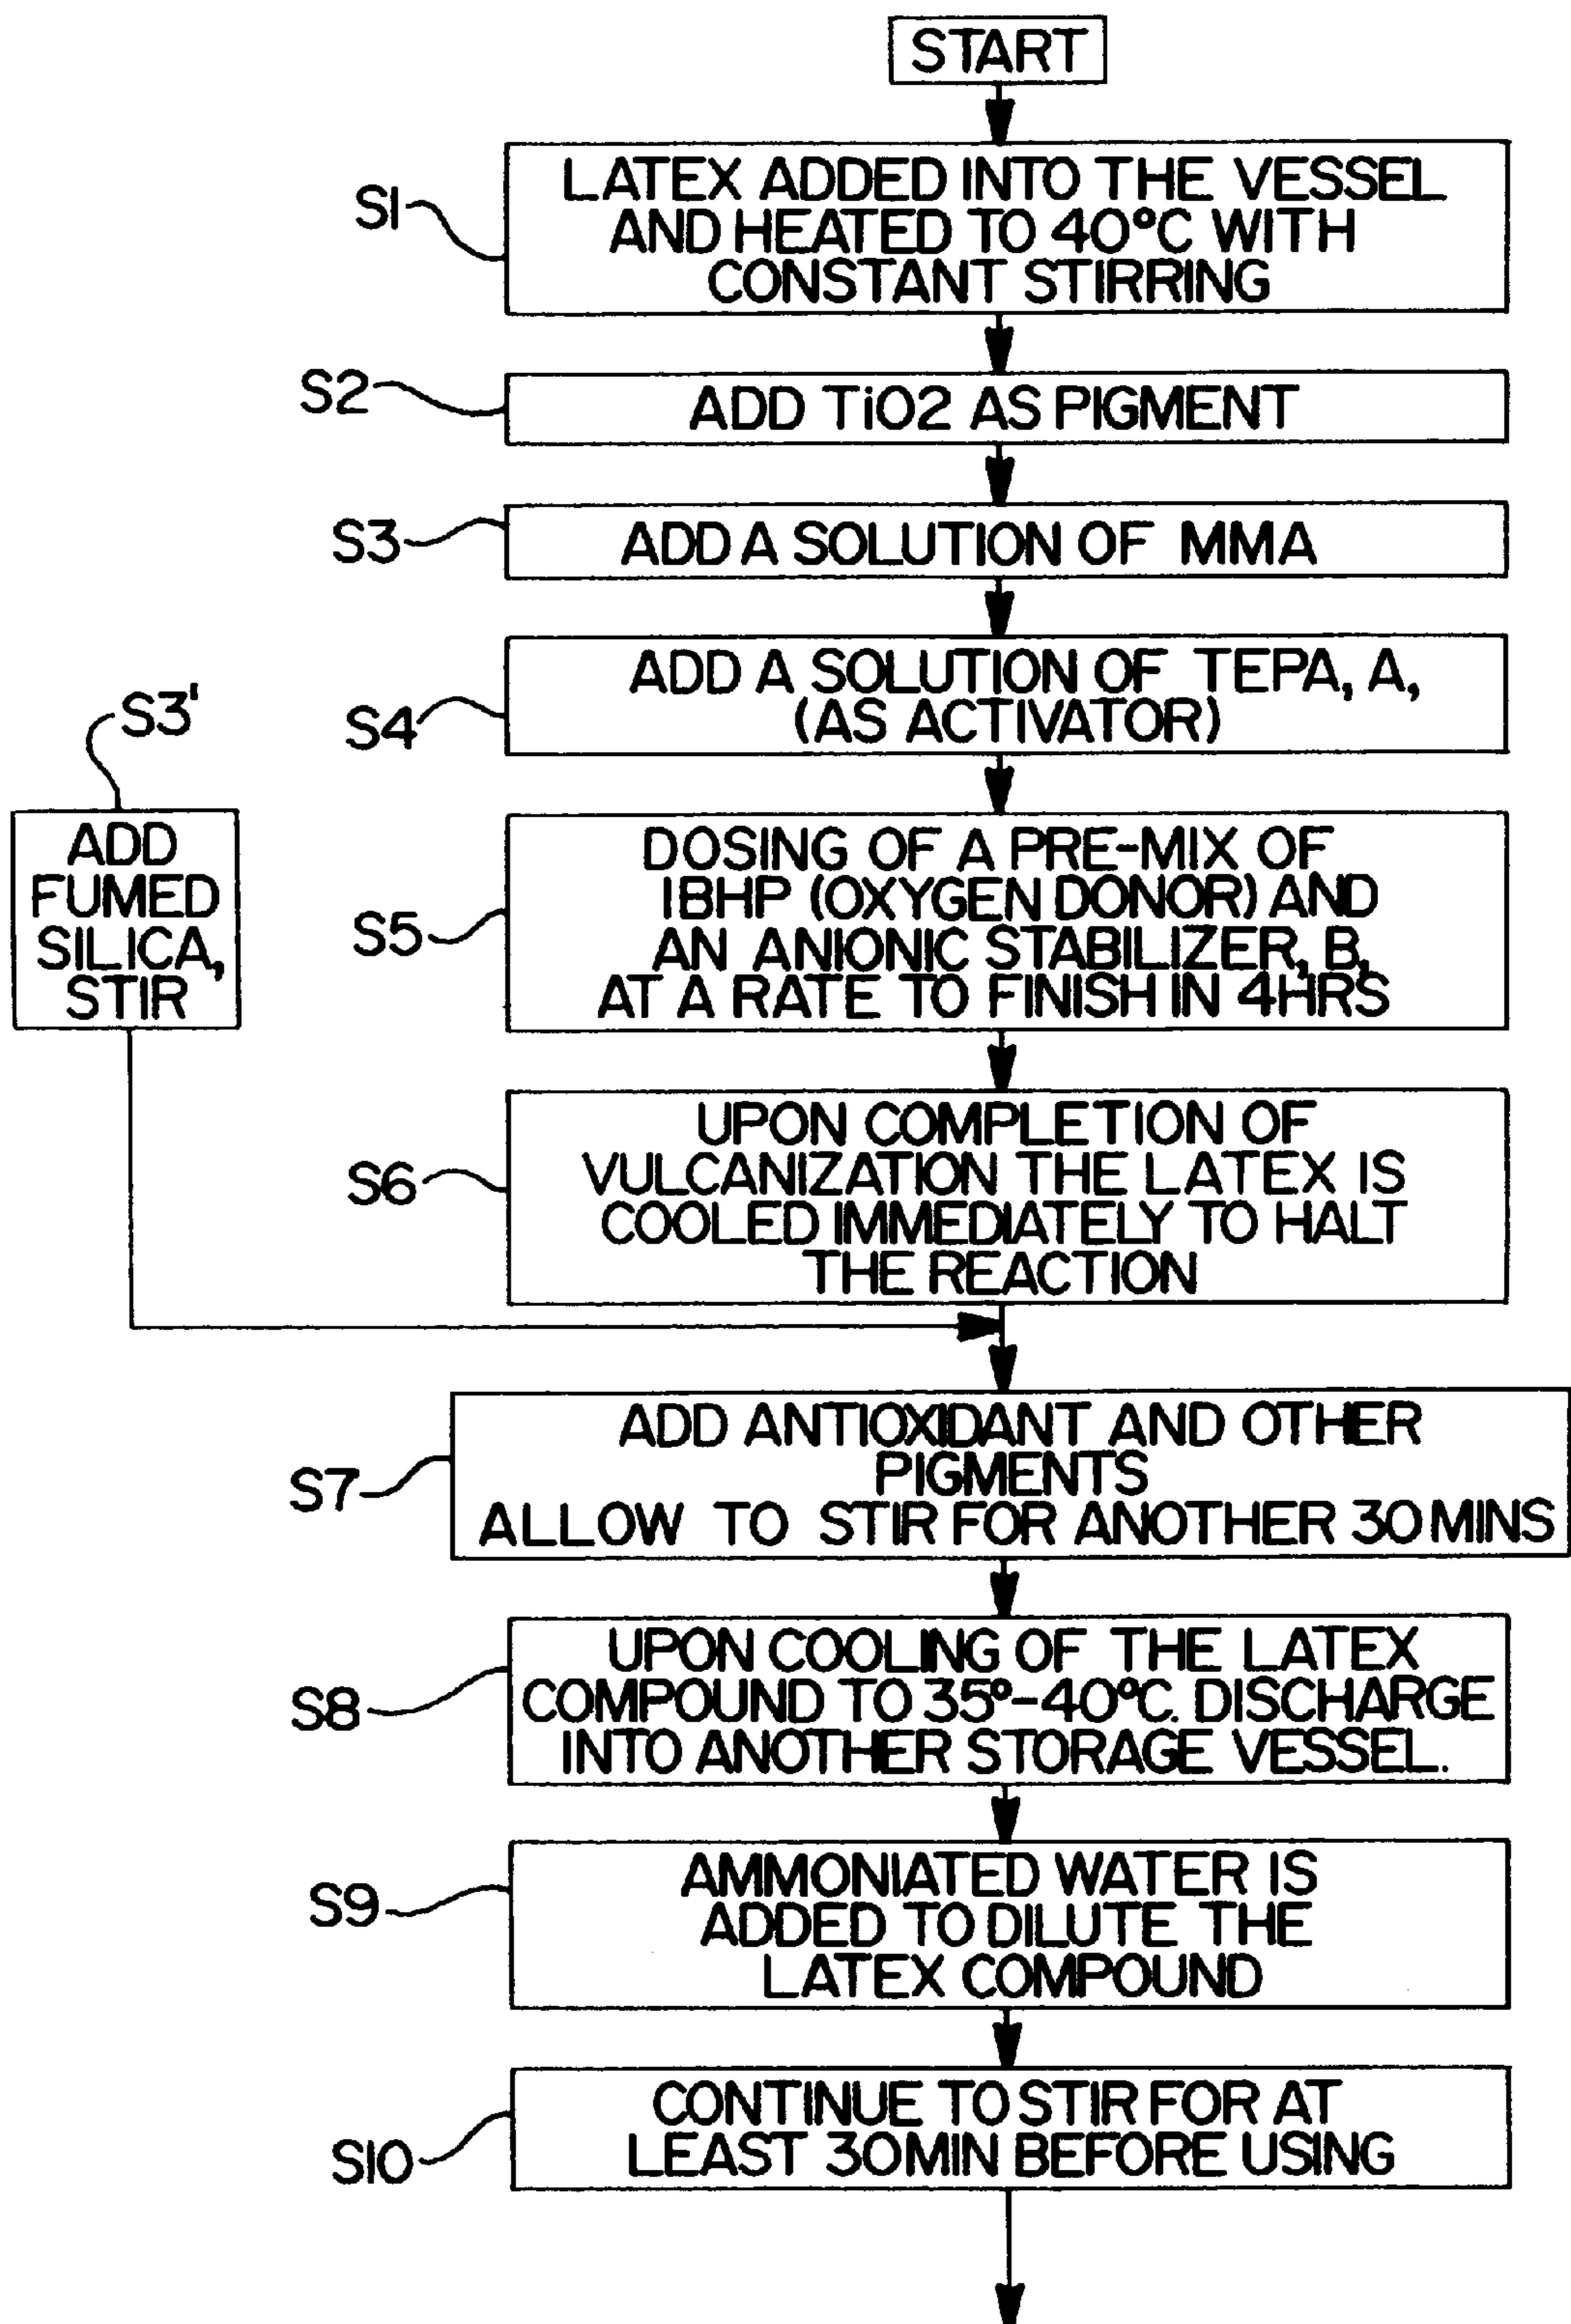 START
S1
LATEX ADDED INTO THE VESSEL
AND HEATED TO 40°C WITH
CONSTANT STIRRING
S2
ADD TiO2 AS PIGMENT
S3
ADD A SOLUTION OF MMA
S4
ADD A SOLUTION OF TEPA, A,
(AS ACTIVATOR)
S3'
ADD
FUMED
SILICA,
STIR
S5
DOSING OF A PRE-MIX OF
IBHP (OXYGEN DONOR) AND
AN ANIONIC STABILIZER, B,
AT A RATE TO FINISH IN 4HRS
S6
UPON COMPLETION OF
VULCANIZATION THE LATEX IS
COOLED IMMEDIATELY TO HALT
THE REACTION
S7
ADD ANTIOXIDANT AND OTHER
PIGMENTS
ALLOW TO STIR FOR ANOTHER 30 MINS
S8
UPON COOLING OF THE LATEX
COMPOUND TO 35°-40°C. DISCHARGE
INTO ANOTHER STORAGE VESSEL.
S9
AMMONIATED WATER IS
ADDED TO DILUTE THE
LATEX COMPOUND
S10
CONTINUE TO STIR FOR AT
LEAST 30MIN BEFORE USING